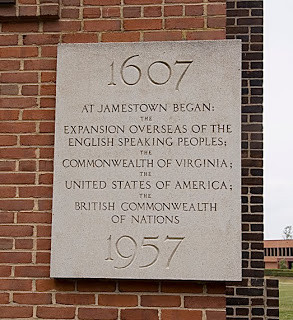 1607
AT JAMESTOWN BEGAN:
THE
EXPANSION OVERSEAS OF THE
ENGLISH SPEAKING PEOPLES;
THE
COMMONWEALTH OF VIRGINIA;
THE
UNITED STATES OF AMERICA;
THE
BRITISH COMMONWEALTH
OF NATIONS
1957